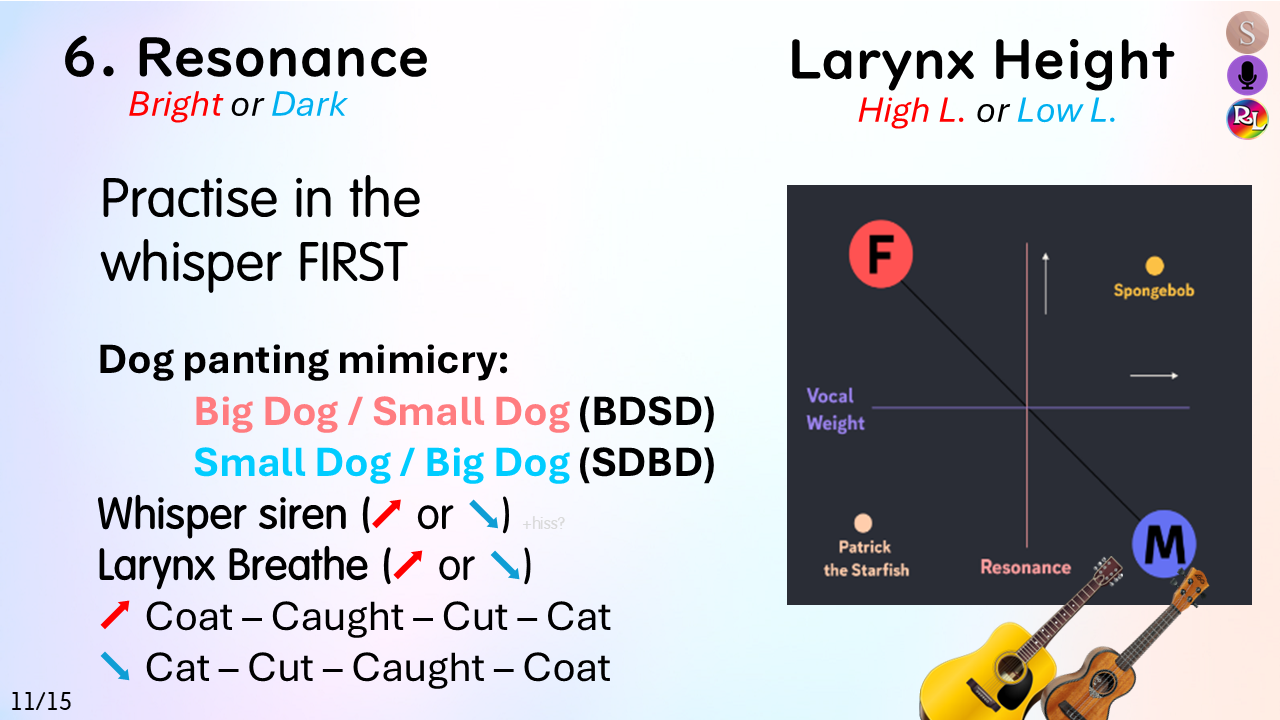 6. Resonance
Bright or Dark
Larynx Height
High L. or Low L.
S
RL
Practise in the
whisper FIRST
Dog panting mimicry:
Big Dog / Small Dog (BDSD)
Small Dog / Big Dog (SDBD)
Whisper siren (↗ or ↘) +hiss?
Larynx Breathe (↗ or ↘)
↗ Coat – Caught – Cut – Cat
↘ Cat – Cut – Caught – Coat
F
Spongebob
Vocal
Weight
Patrick
the Starfish
Resonance
M
11/15